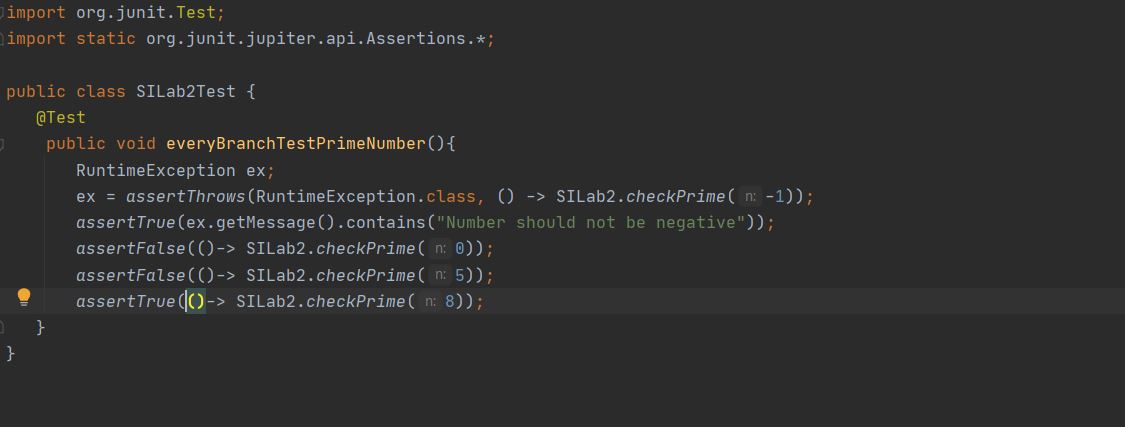 import org.junit.Test;
import static org.junit.jupiter.api.Assertions.*;
public class SILab2Test {
@Test
public void everyBranchTestPrimeNumber(){
RuntimeException ex;
ex = assertThrows(RuntimeException.class, () -> SILab2.checkPrime( n: -1));
assertTrue(ex.getMessage().contains("Number should not be negative"));
assertFalse(()-> SILab2.checkPrime( n: 0));
assertFalse(()-> SILab2.checkPrime( n: 5));
assertTrue(()-> SILab2.checkPrime( n: 8));
}
}